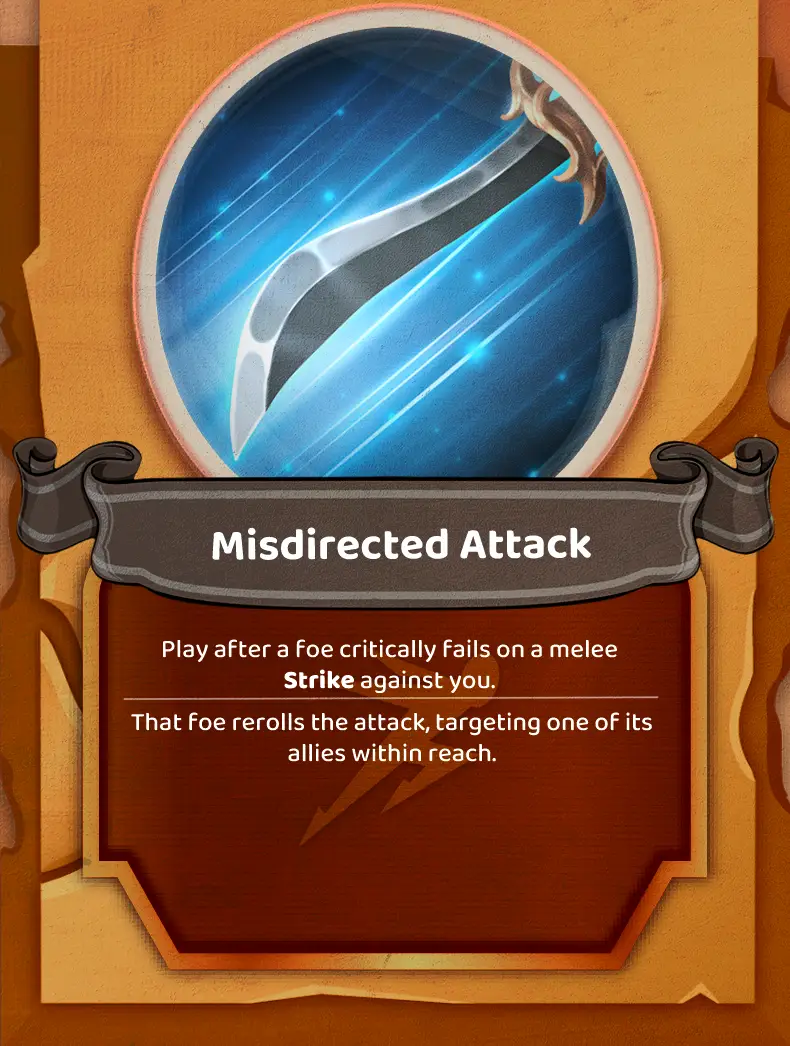 Misdirected Attack
Play after a foe critically fails on a melee
Strike against you.
That foe rerolls the attack, targeting one of its
allies within reach.